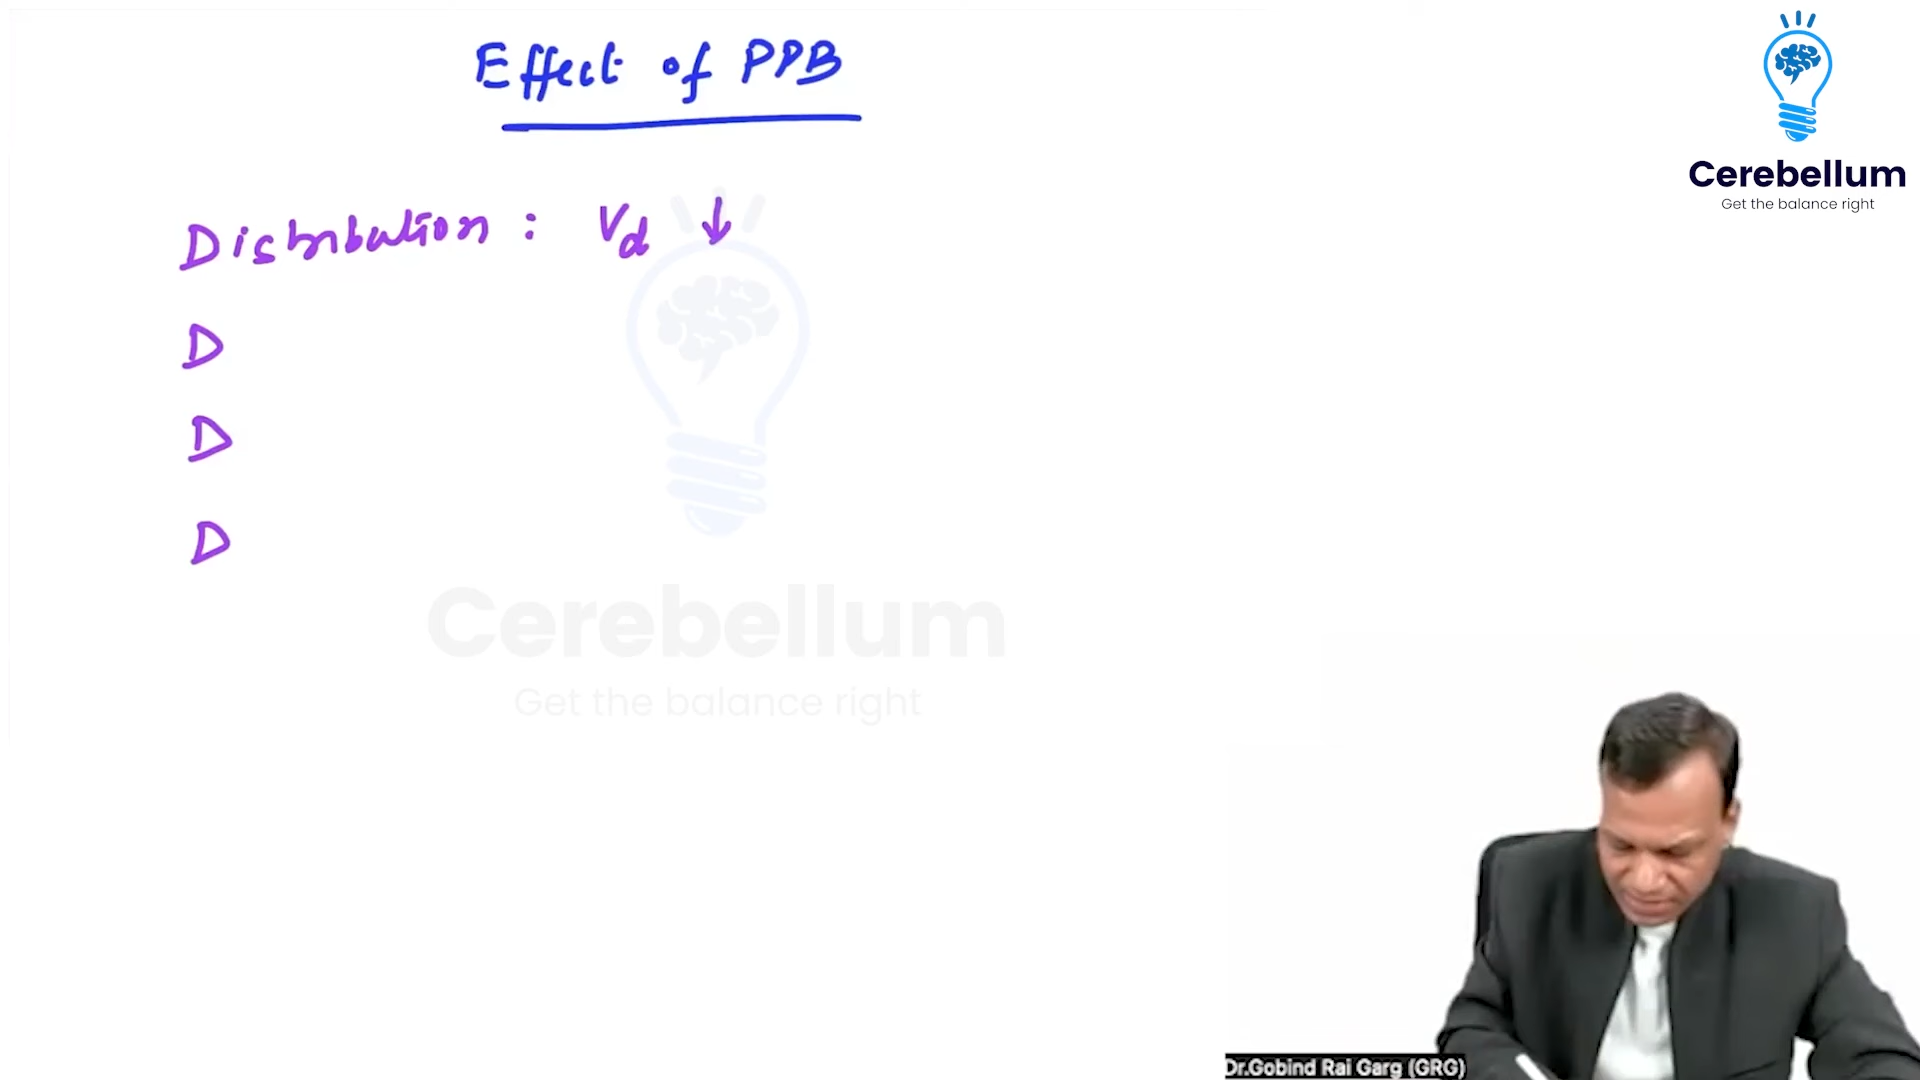 Effect of PPB
Cerebellum
Get the balance right
Distribution : Vd ↓
D
D
D
Cerebellum
Get the balance right
Dr.Gobind Rai Garg (GRG)